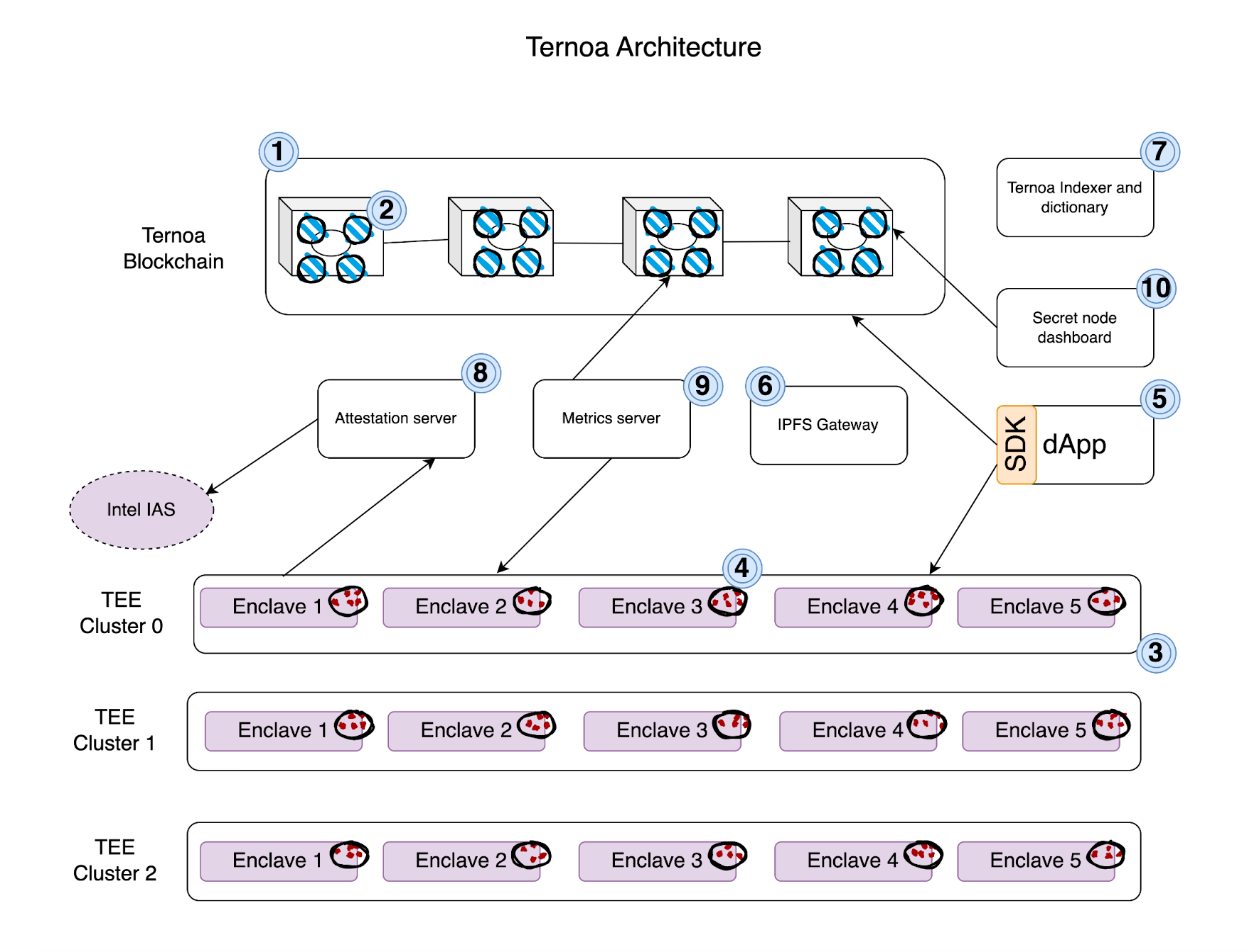 Ternoa Architecture
1
7
Ternoa Indexer and
dictionary
2
Ternoa
Blockchain
10
Secret node
dashboard
8
Attestation server
9
Metrics server
6
IPFS Gateway
5
SDK
dApp
Intel IAS
4
TEE
Cluster 0
Enclave 1
Enclave 2
Enclave 3
Enclave 4
Enclave 5
3
TEE
Cluster 1
Enclave 1
Enclave 2
Enclave 3
Enclave 4
Enclave 5
TEE
Cluster 2
Enclave 1
Enclave 2
Enclave 3
Enclave 4
Enclave 5